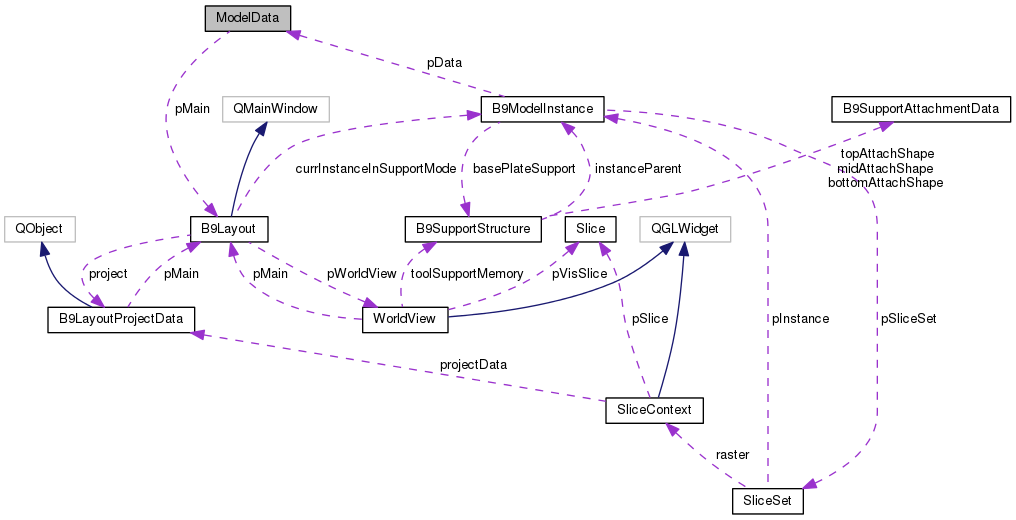 ModelData
pData
pMain
QMainWindow
B9ModelInstance
B9SupportAttachmentData
currInstanceInSupportMode
basePlateSupport
instanceParent
topAttachShape
midAttachShape
bottomAttachShape
QObject
B9Layout
B9SupportStructure
Slice
QGLWidget
project
pMain
pMain
pWorldView
toolSupportMemory
pVisSlice
B9LayoutProjectData
WorldView
pSlice
pInstance
pSliceSet
projectData
SliceContext
raster
SliceSet